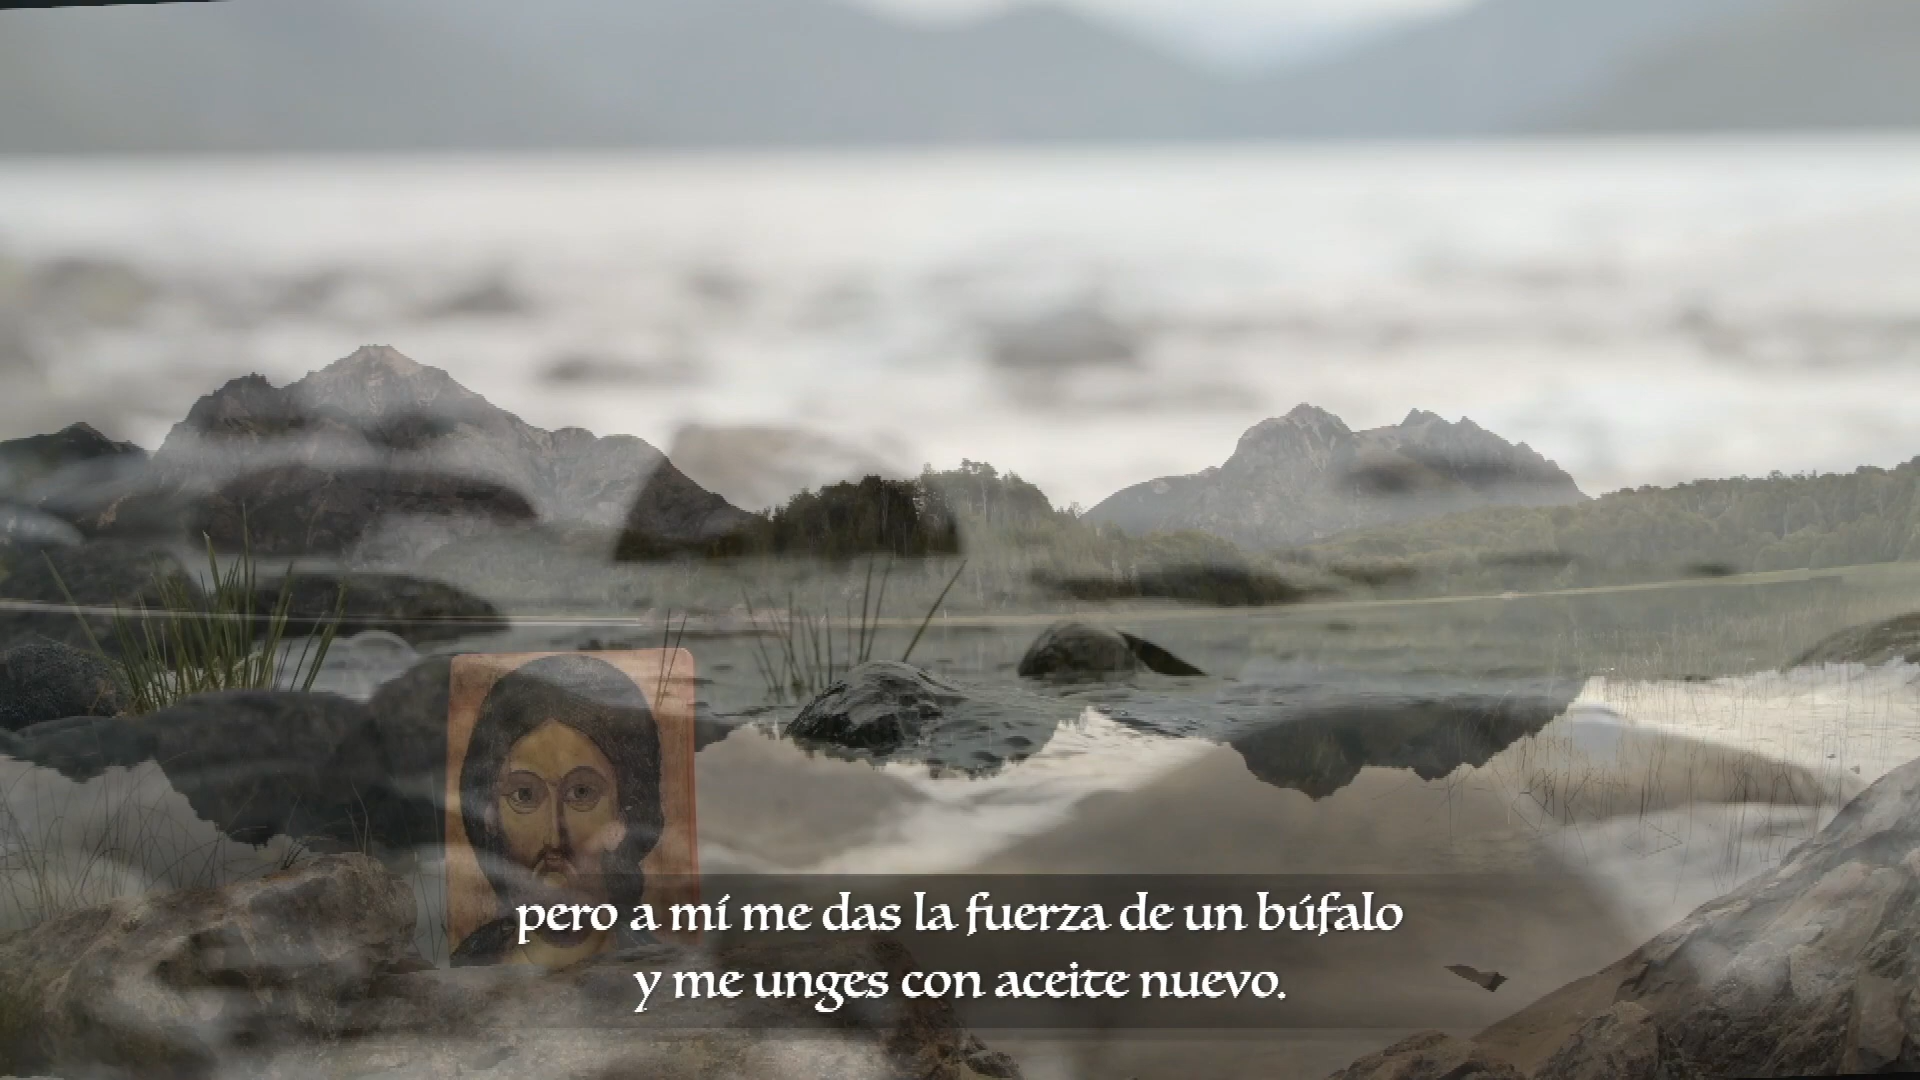 pero a mí me das la fuerza de un búfalo
y me unges con aceite nuevo.